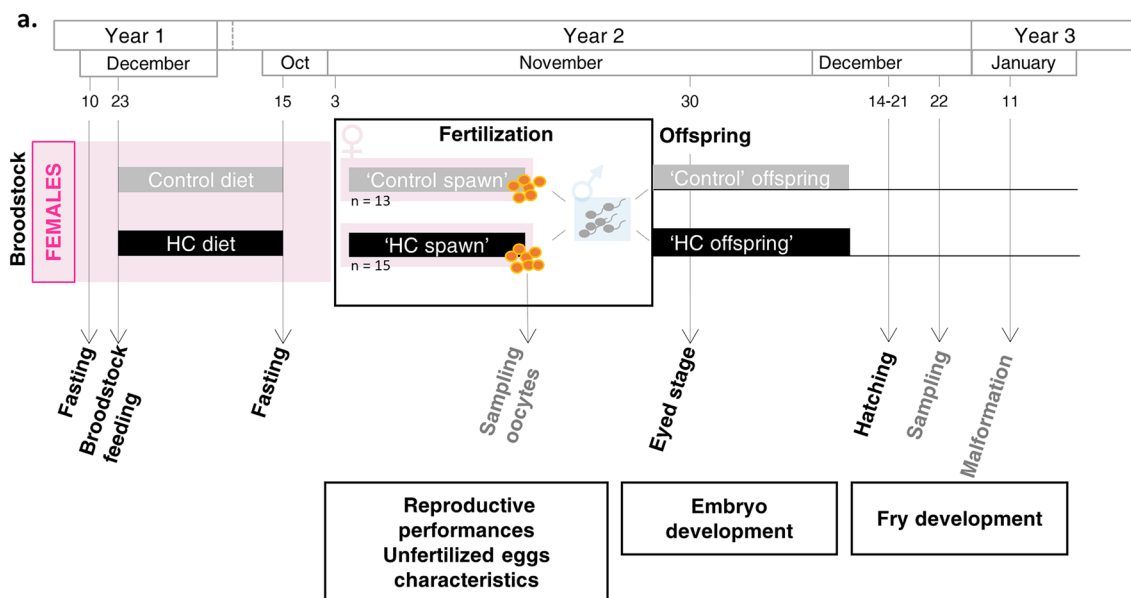 a.
Year 1
Year 2
Year 3
December
Oct
November
December
January
10
23
15
3
30
14-21
22
11
Broodstock
FEMALES
Fertilization
Offspring
♀
♂
Control diet
'Control spawn'
'Control' offspring
n = 13
HC diet
'HC spawn'
'HC offspring'
n = 15
Fasting
Broodstock
feeding
Fasting
Sampling
oocytes
Eyed stage
Hatching
Sampling
Malformation
Reproductive
performances
Unfertilized eggs
characteristics
Embryo
development
Fry development